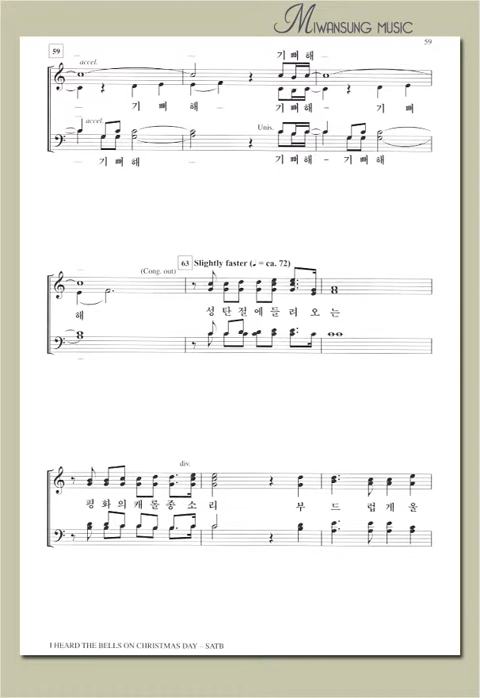 MIWANSUNG MUSIC
59
59
accel.
기 뻐 해 –
– 기 뻐 해 – 기 뻐 해 – 기 뻐
accel.
Unis.
– 기 뻐 해 – 기 뻐 해 – 기 뻐 해
(Cong. out)
63 Slightly faster (♩ = ca. 72)
해 성 탄 절 에 들 려 오 는
div.
평 화 의 캐 롤 종 소 리 부 드 럽 게 울
I HEARD THE BELLS ON CHRISTMAS DAY – SATB